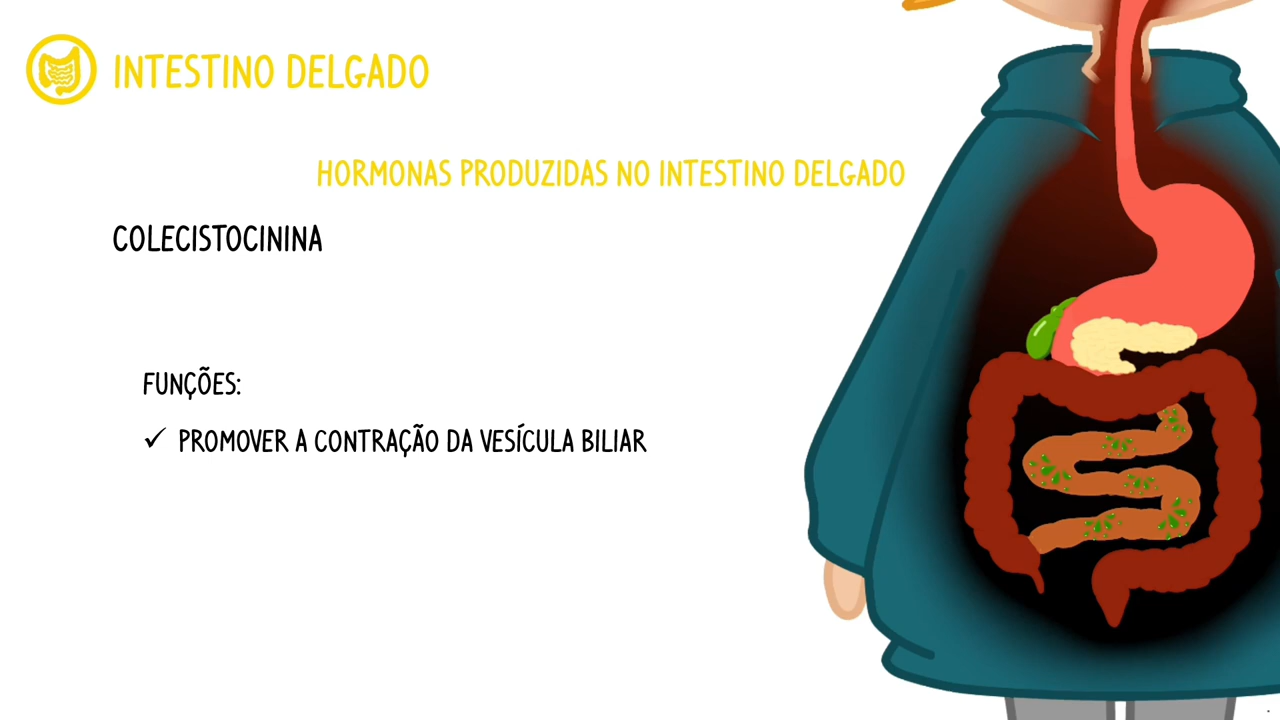 INTESTINO DELGADO
HORMONAS PRODUZIDAS NO INTESTINO DELGADO
COLECISTOCININA
FUNÇÕES:
✓ PROMOVER A CONTRAÇÃO DA VESÍCULA BILIAR